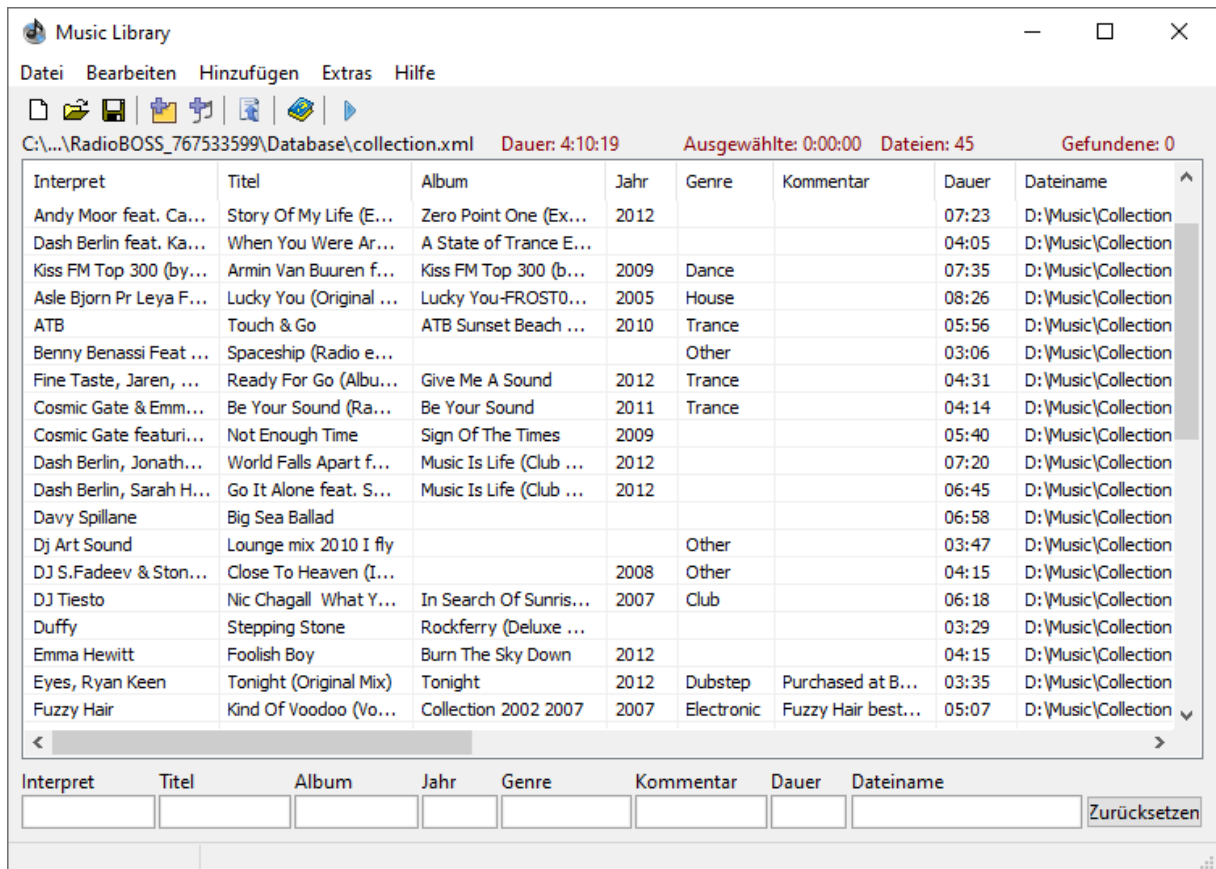 Music Library
Datei Bearbeiten Hinzufügen Extras Hilfe
C:\...\RadioBOSS_767533599\Database\collection.xml Dauer: 4:10:19 Ausgewählte: 0:00:00 Dateien: 45 Gefundene: 0
Interpret Titel Album Jahr Genre Kommentar Dauer Dateiname
Andy Moor feat. Ca... Story Of My Life (E... Zero Point One (Ex... 2012 07:23 D:\Music\Collection
Dash Berlin feat. Ka... When You Were Ar... A State of Trance E... 04:05 D:\Music\Collection
Kiss FM Top 300 (by... Armin Van Buuren f... Kiss FM Top 300 (b... 2009 Dance 07:35 D:\Music\Collection
Asle Bjorn Pr Leya F... Lucky You (Original ... Lucky You-FROST0... 2005 House 08:26 D:\Music\Collection
ATB Touch & Go ATB Sunset Beach ... 2010 Trance 05:56 D:\Music\Collection
Benny Benassi Feat ... Spaceship (Radio e... Other 03:06 D:\Music\Collection
Fine Taste, Jaren, ... Ready For Go (Albu... Give Me A Sound 2012 Trance 04:31 D:\Music\Collection
Cosmic Gate & Emm... Be Your Sound (Ra... Be Your Sound 2011 Trance 04:14 D:\Music\Collection
Cosmic Gate featuri... Not Enough Time Sign Of The Times 2009 05:40 D:\Music\Collection
Dash Berlin, Jonath... World Falls Apart f... Music Is Life (Club ... 2012 07:20 D:\Music\Collection
Dash Berlin, Sarah H... Go It Alone feat. S... Music Is Life (Club ... 2012 06:45 D:\Music\Collection
Davy Spillane Big Sea Ballad 06:58 D:\Music\Collection
Dj Art Sound Lounge mix 2010 I fly Other 03:47 D:\Music\Collection
DJ S.Fadeev & Ston... Close To Heaven (I... 2008 Other 04:15 D:\Music\Collection
DJ Tiesto Nic Chagall  What Y... In Search Of Sunris... 2007 Club 06:18 D:\Music\Collection
Duffy Stepping Stone Rockferry (Deluxe ... 03:29 D:\Music\Collection
Emma Hewitt Foolish Boy Burn The Sky Down 2012 04:15 D:\Music\Collection
Eyes, Ryan Keen Tonight (Original Mix) Tonight 2012 Dubstep Purchased at B... 03:35 D:\Music\Collection
Fuzzy Hair Kind Of Voodoo (Vo... Collection 2002 2007 2007 Electronic Fuzzy Hair best... 05:07 D:\Music\Collection
Interpret Titel Album Jahr Genre Kommentar Dauer Dateiname
Zurücksetzen